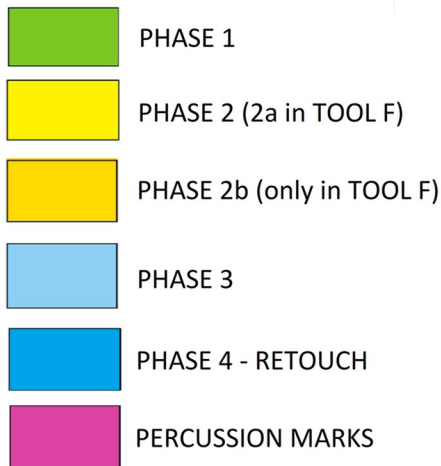 PHASE 1
PHASE 2 (2a in TOOL F)
PHASE 2b (only in TOOL F)
PHASE 3
PHASE 4 - RETOUCH
PERCUSSION MARKS